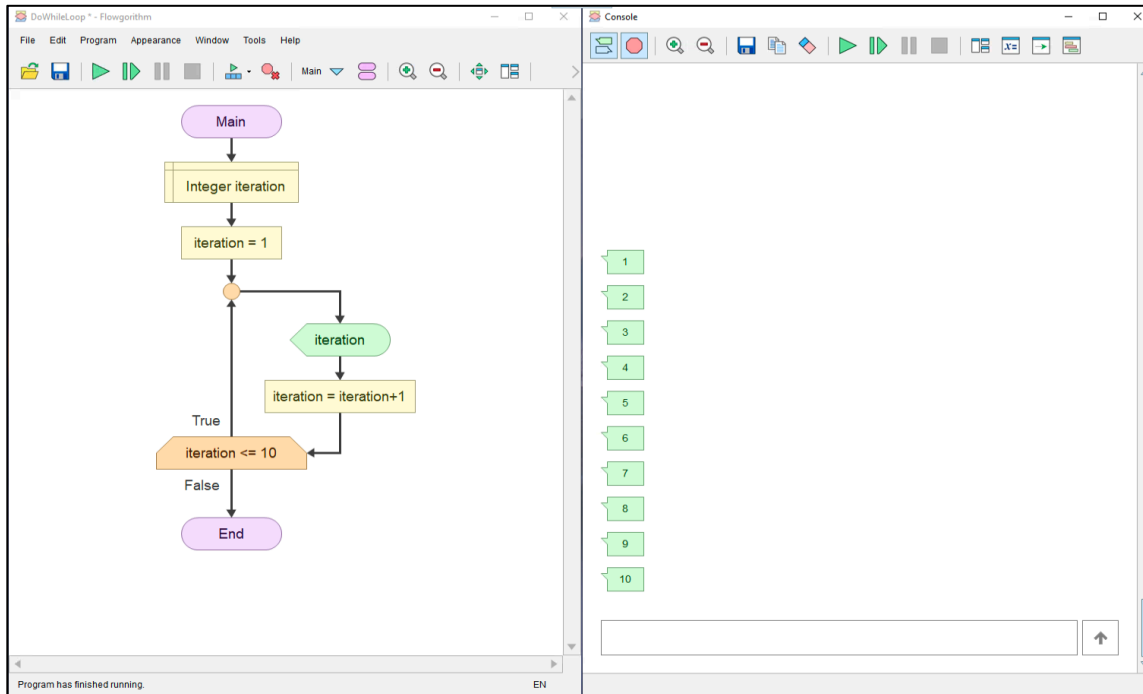 DoWhileLoop * - Flowgorithm
File Edit Program Appearance Window Tools Help
Main
Main
Integer iteration
iteration = 1
iteration
iteration = iteration+1
True
iteration <= 10
False
End
Program has finished running.
EN
Console
x=
1
2
3
4
5
6
7
8
9
10